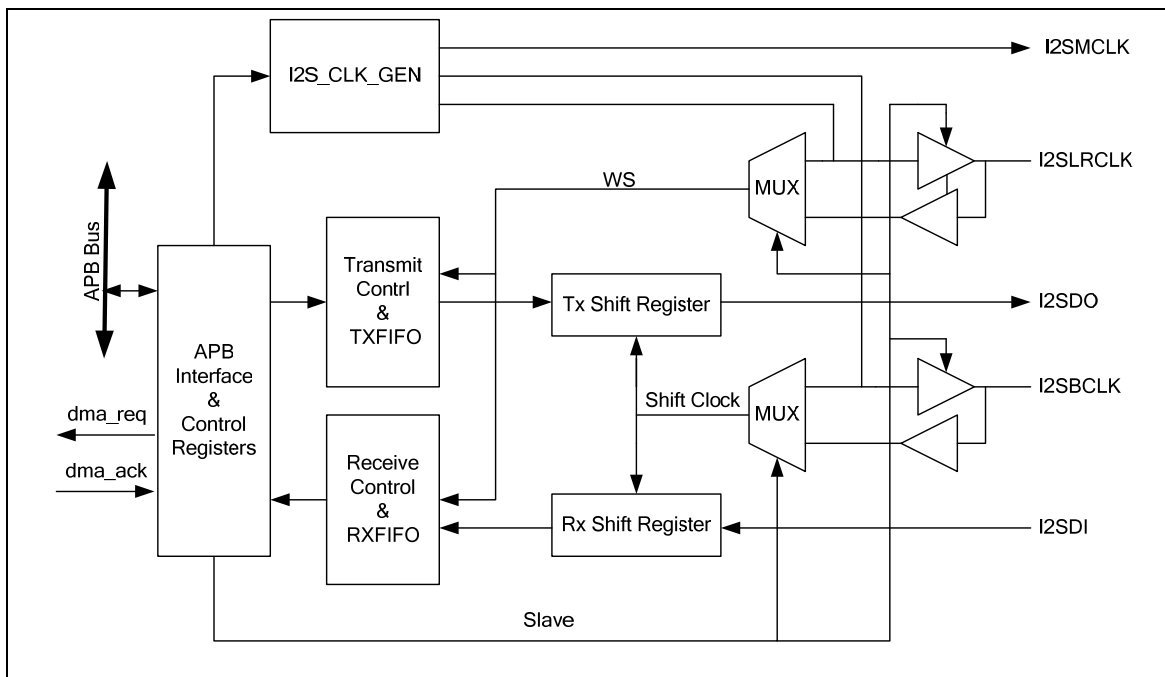 I2S_CLK_GEN
I2SMCLK
I2SLRCLK
MUX
WS
APB Bus
Transmit
Contrl
&
TXFIFO
Tx Shift Register
I2SDO
APB
Interface
&
Control
Registers
Shift Clock
MUX
I2SBCLK
dma_req
dma_ack
Receive
Control
&
RXFIFO
Rx Shift Register
I2SDI
Slave